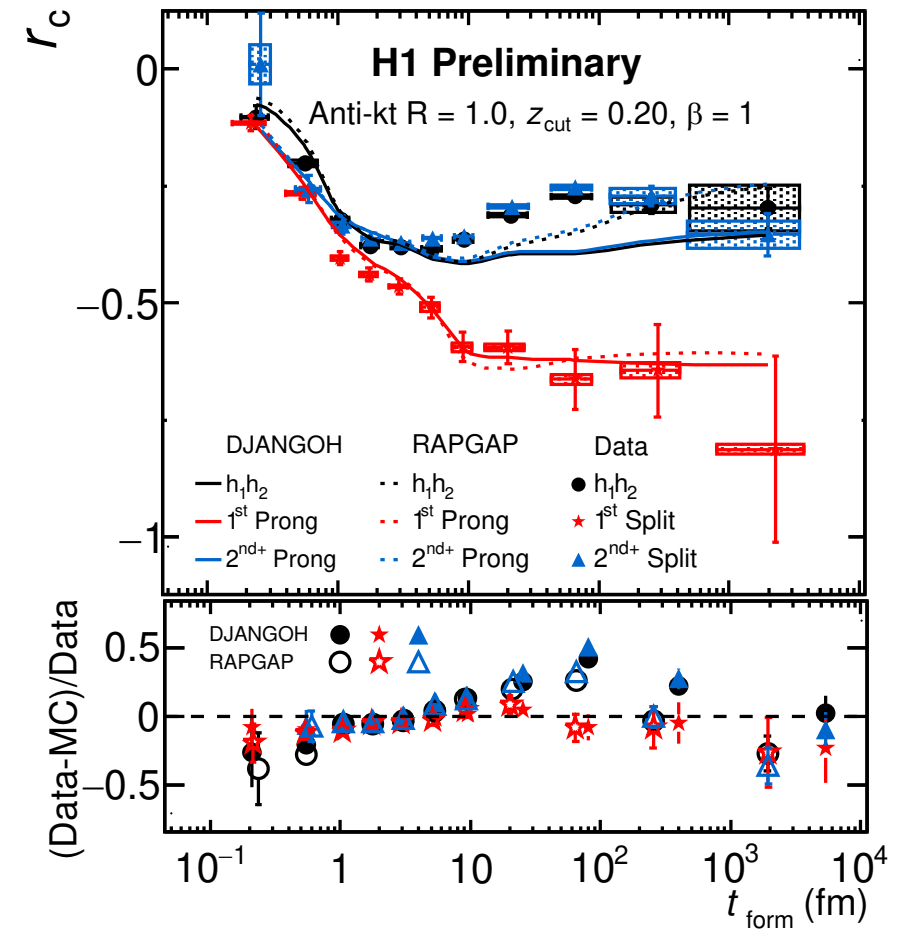 r_c
H1 Preliminary
Anti-kt R = 1.0, z_cut = 0.20, β = 1
0
−0.5
−1
DJANGOH RAPGAP Data
h₁h₂ h₁h₂ h₁h₂
1ˢᵗ Prong 1ˢᵗ Prong 1ˢᵗ Split
2ⁿᵈ⁺ Prong 2ⁿᵈ⁺ Prong 2ⁿᵈ⁺ Split
(Data-MC)/Data
DJANGOH
RAPGAP
0.5
0
−0.5
10⁻¹ 1 10 10² 10³ 10⁴
t_form (fm)